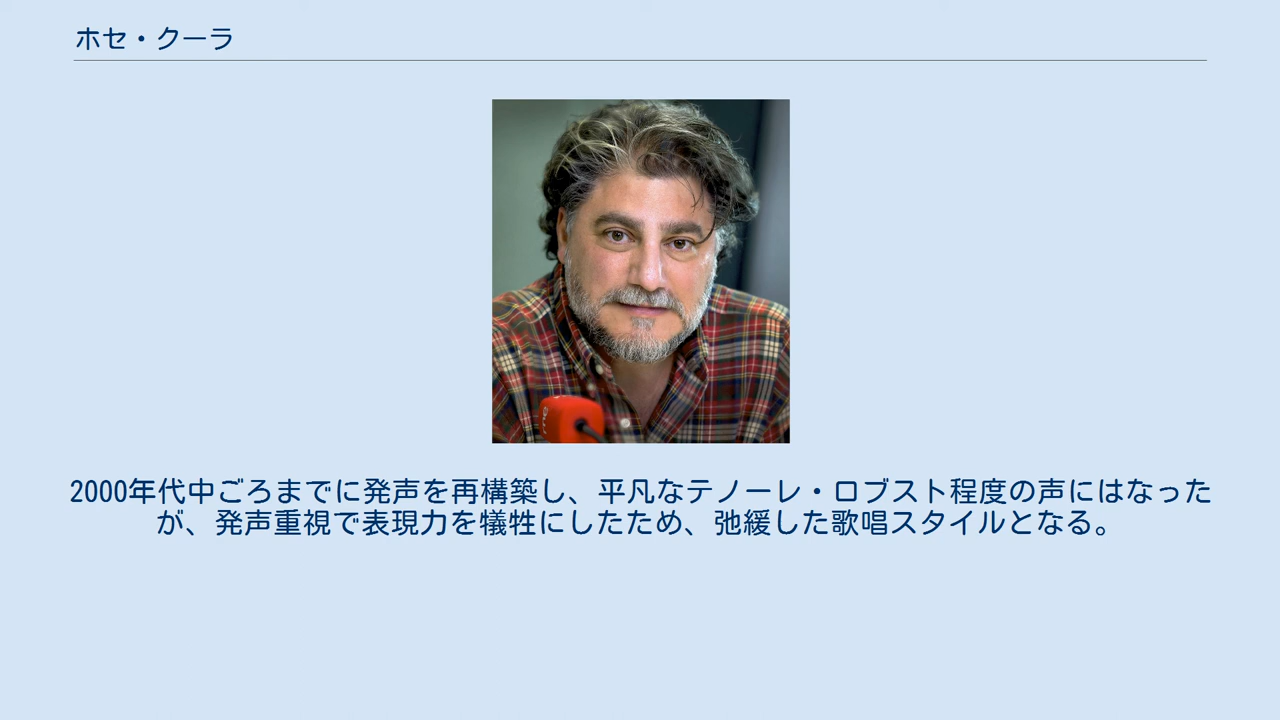 ホセ・クーラ
2000年代中ごろまでに発声を再構築し、平凡なテノーレ・ロブスト程度の声にはなった
が、発声重視で表現力を犠牲にしたため、弛緩した歌唱スタイルとなる。